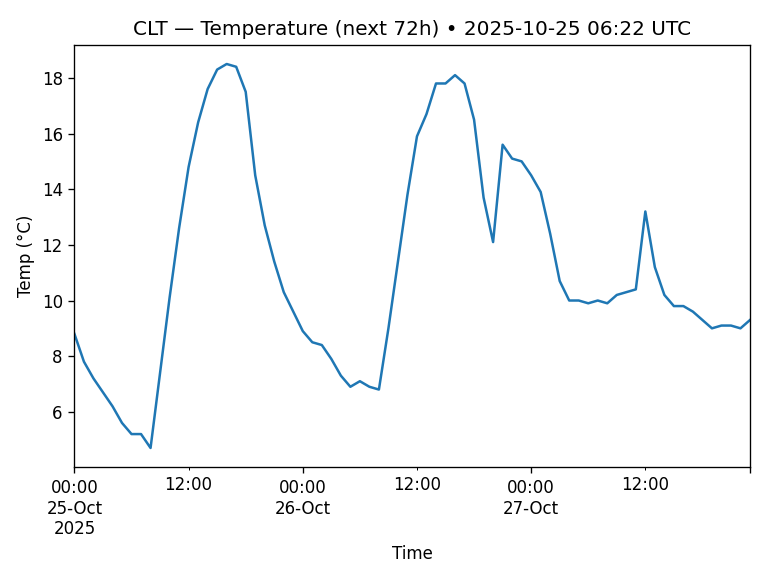 CLT — Temperature (next 72h) • 2025-10-25 06:22 UTC
Temp (°C)
18
16
14
12
10
8
6
00:00
25-Oct
2025
12:00
00:00
26-Oct
12:00
00:00
27-Oct
12:00
Time